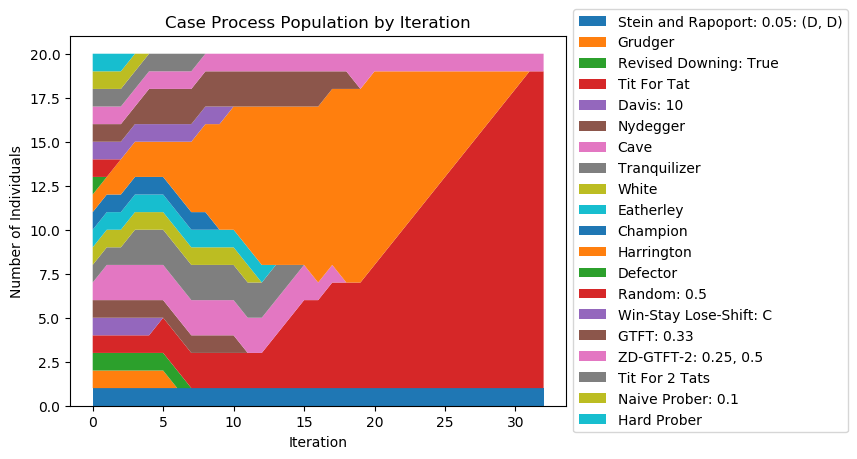 Case Process Population by Iteration
20.0
17.5
15.0
12.5
10.0
7.5
5.0
2.5
0.0
Number of Individuals
0 5 10 15 20 25 30
Iteration
Stein and Rapoport: 0.05: (D, D)
Grudger
Revised Downing: True
Tit For Tat
Davis: 10
Nydegger
Cave
Tranquilizer
White
Eatherley
Champion
Harrington
Defector
Random: 0.5
Win-Stay Lose-Shift: C
GTFT: 0.33
ZD-GTFT-2: 0.25, 0.5
Tit For 2 Tats
Naive Prober: 0.1
Hard Prober